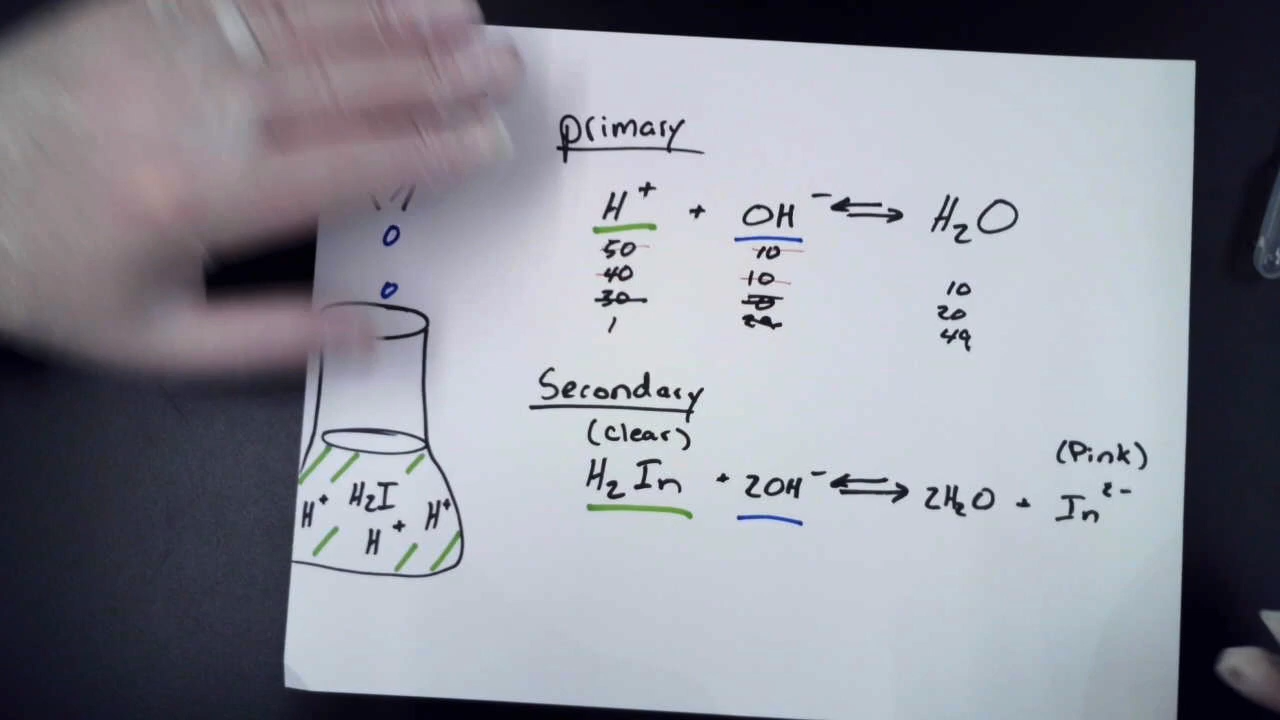 primary
H⁺ + OH⁻ ⇌ H₂O
50 10
40 10 10
30 20
1 20 49
Secondary
(Clear) (Pink)
H₂In + 2OH⁻ ⇌ 2H₂O + In²⁻
H⁺ H₂I H⁺
H⁺